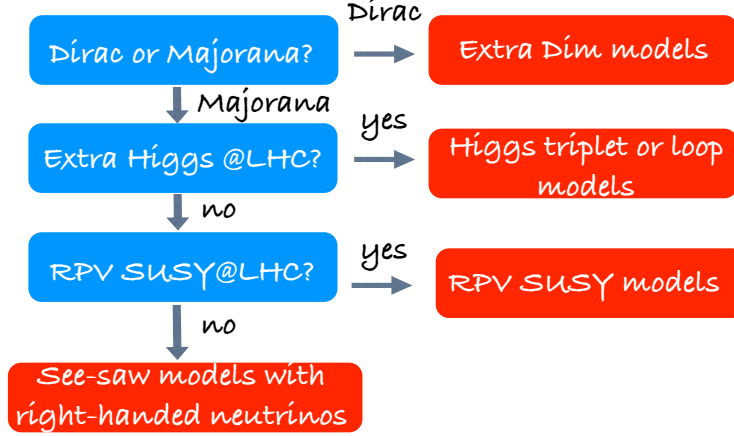 Dirac
Dirac or Majorana?
Extra Dim models
Majorana
yes
Extra Higgs @LHC?
Higgs triplet or loop
models
no
yes
RPV SUSY@LHC?
RPV SUSY models
no
See-saw models with
right-handed neutrinos